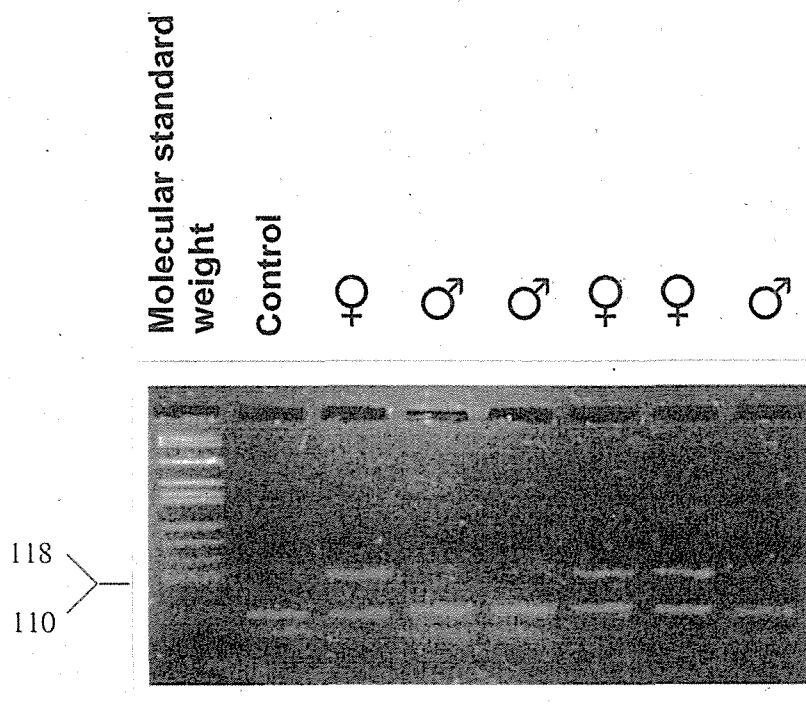 Molecular standard
weight
Control
♀ ♂ ♂ ♀ ♀ ♂
118
110